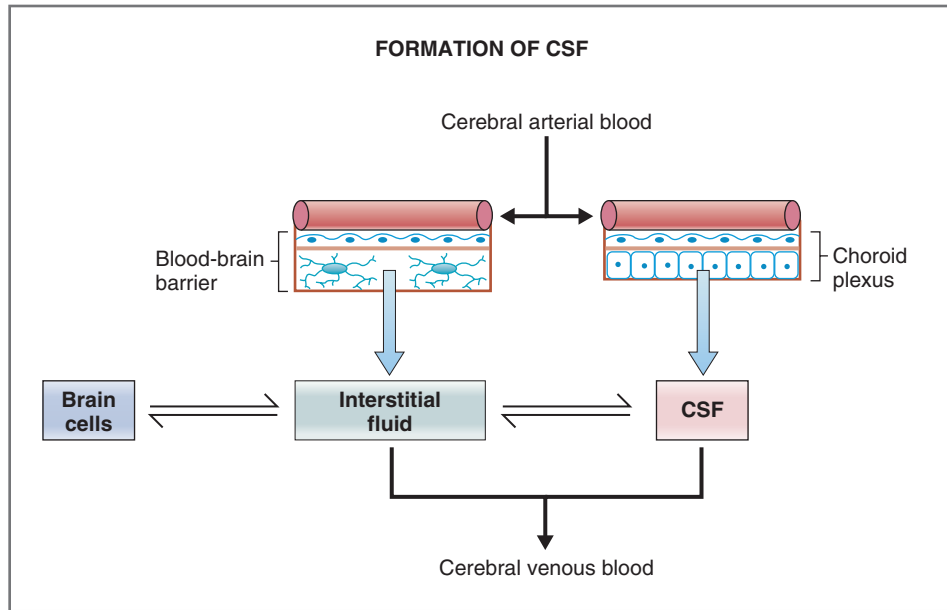 FORMATION OF CSF
Cerebral arterial blood
Blood-brain
barrier
Choroid
plexus
Brain
cells
Interstitial
fluid
CSF
Cerebral venous blood